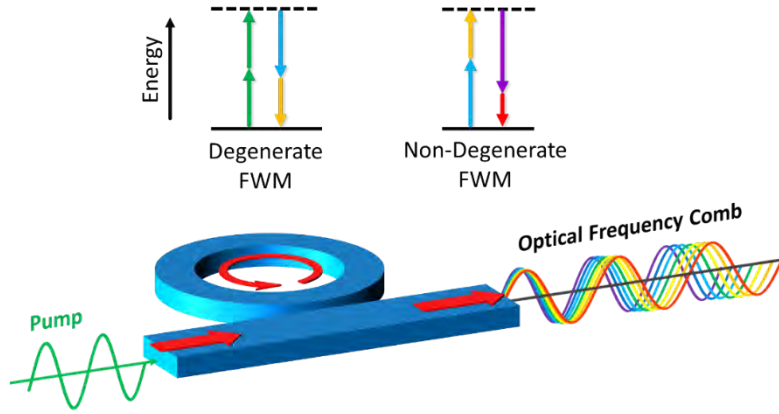 Energy
Degenerate
FWM
Non-Degenerate
FWM
Optical Frequency Comb
Pump